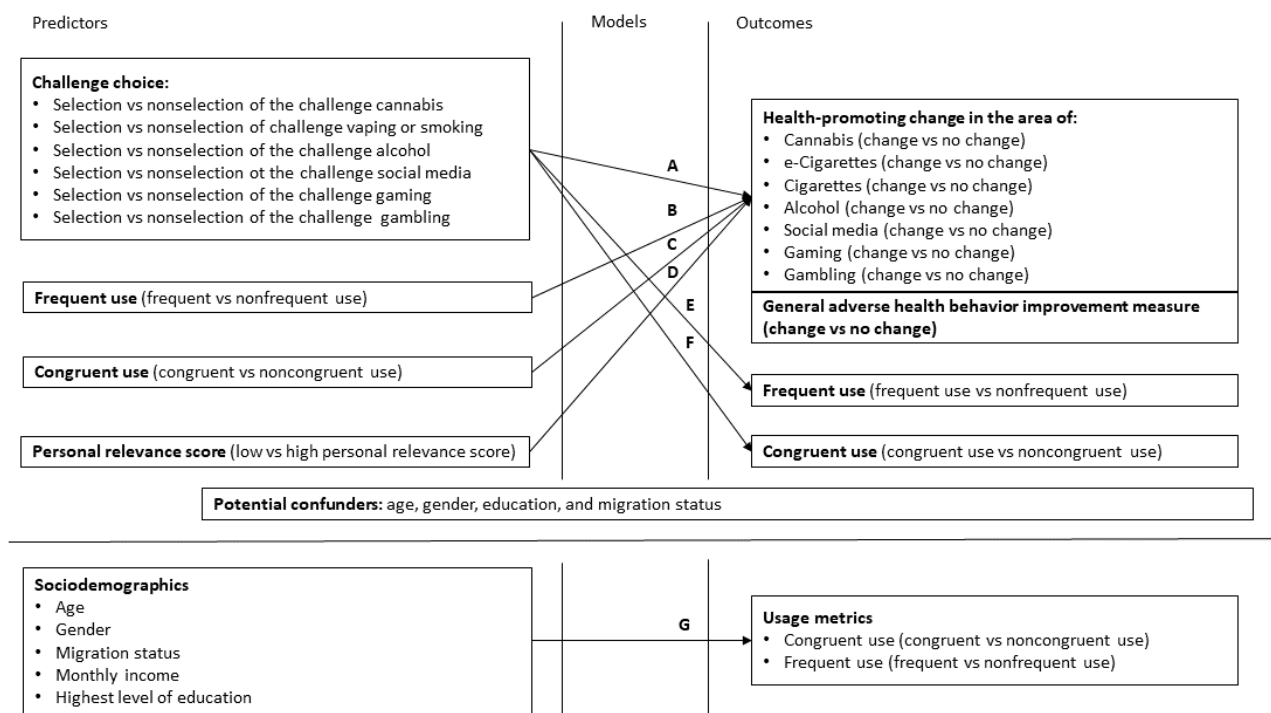 Predictors
Models
Outcomes
Challenge choice:
• Selection vs nonselection of the challenge cannabis
• Selection vs nonselection of challenge vaping or smoking
• Selection vs nonselection of the challenge alcohol
• Selection vs nonselection ot the challenge social media
• Selection vs nonselection of the challenge gaming
• Selection vs nonselection of the challenge gambling
Frequent use (frequent vs nonfrequent use)
Congruent use (congruent vs noncongruent use)
Personal relevance score (low vs high personal relevance score)
A
B
C
D
E
F
Health-promoting change in the area of:
• Cannabis (change vs no change)
• e-Cigarettes (change vs no change)
• Cigarettes (change vs no change)
• Alcohol (change vs no change)
• Social media (change vs no change)
• Gaming (change vs no change)
• Gambling (change vs no change)
General adverse health behavior improvement measure
(change vs no change)
Frequent use (frequent use vs nonfrequent use)
Congruent use (congruent use vs noncongruent use)
Potential confunders: age, gender, education, and migration status
Sociodemographics
• Age
• Gender
• Migration status
• Monthly income
• Highest level of education
G
Usage metrics
• Congruent use (congruent vs noncongruent use)
• Frequent use (frequent vs nonfrequent use)